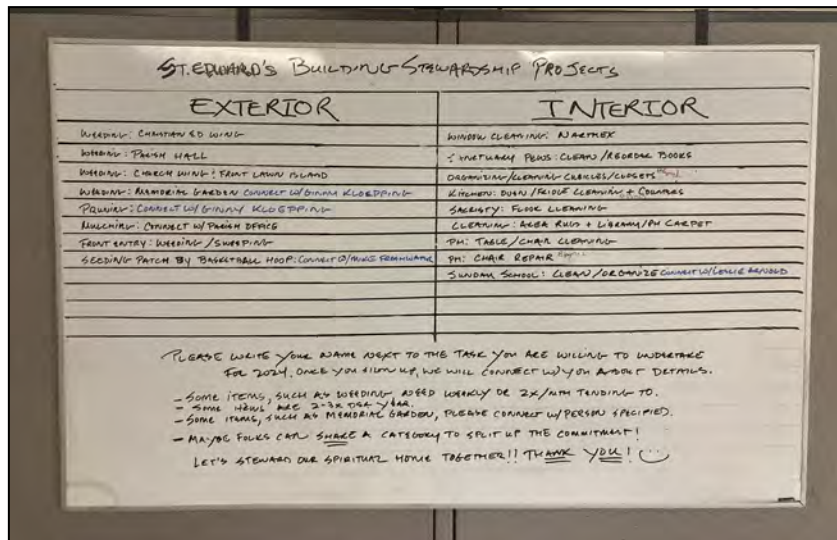 ST. EDWARD'S BUILDING STEWARDSHIP PROJECTS
EXTERIOR
WEEDING: CHRISTIAN ED WING
WEEDING: PARISH HALL
WEEDING: CHURCH WING & FRONT LAWN ISLAND
WEEDING: MEMORIAL GARDEN CONNECT W/GINNY KLOEPPING
PRUNING: CONNECT W/GINNY KLOEPPING
MULCHING: CONNECT W/ PARISH OFFICE
FRONT ENTRY: WEEDING/SWEEPING
SEEDING PATCH BY BASKETBALL HOOP: CONNECT W/MIKE
INTERIOR
WINDOW CLEANING: NARTHEX
PEWS: CLEAN/REORDER BOOKS
ORGANIZING/CLEANING CUBICLES/CLOSETS
KITCHEN: OVEN/FRIDGE CLEANING + COUNTERS
SACRISTY: FLOOR CLEANING
CLEANING: AREA RUGS + LIBRARY/PH CARPET
PH: TABLE/CHAIR CLEANING
PH: CHAIR REPAIR
SUNDAY SCHOOL: CLEAN/ORGANIZE CONNECT W/LESLIE ARNOLD
PLEASE WRITE YOUR NAME NEXT TO THE TASK YOU ARE WILLING TO UNDERTAKE
FOR 2024. ONCE YOU SIGN UP, WE WILL CONNECT W/YOU ABOUT DETAILS.
- SOME ITEMS, SUCH AS WEEDING, NEED WEEKLY OR 2X/MTH TENDING TO.
- SOME ITEMS ARE 2-3X PER YEAR.
- SOME ITEMS, SUCH AS MEMORIAL GARDEN, PLEASE CONNECT W/PERSON SPECIFIED.
- MAYBE FOLKS CAN SHARE A CATEGORY TO SPLIT UP THE COMMITMENT!
LET'S STEWARD OUR SPIRITUAL HOME TOGETHER!! THANK YOU!